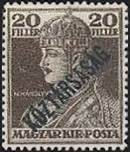 20 20
FILLÉR FILLÉR
KÖZTÁRSASÁG
MAGYAR KIR·POSTA